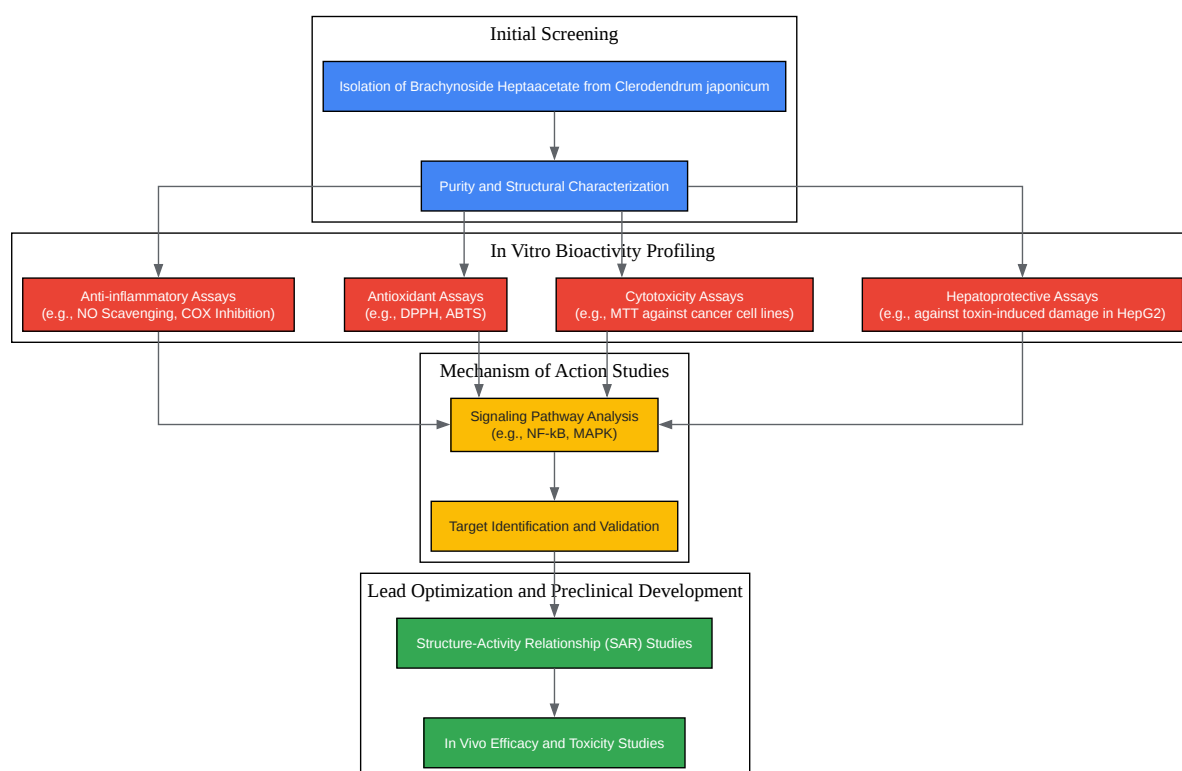 Initial Screening
Isolation of Brachynoside Heptaacetate from Clerodendrum japonicum
Purity and Structural Characterization
In Vitro Bioactivity Profiling
Anti-inflammatory Assays
(e.g., NO Scavenging, COX Inhibition)
Antioxidant Assays
(e.g., DPPH, ABTS)
Cytotoxicity Assays
(e.g., MTT against cancer cell lines)
Hepatoprotective Assays
(e.g., against toxin-induced damage in HepG2)
Mechanism of Action Studies
Signaling Pathway Analysis
(e.g., NF-kB, MAPK)
Target Identification and Validation
Lead Optimization and Preclinical Development
Structure-Activity Relationship (SAR) Studies
In Vivo Efficacy and Toxicity Studies